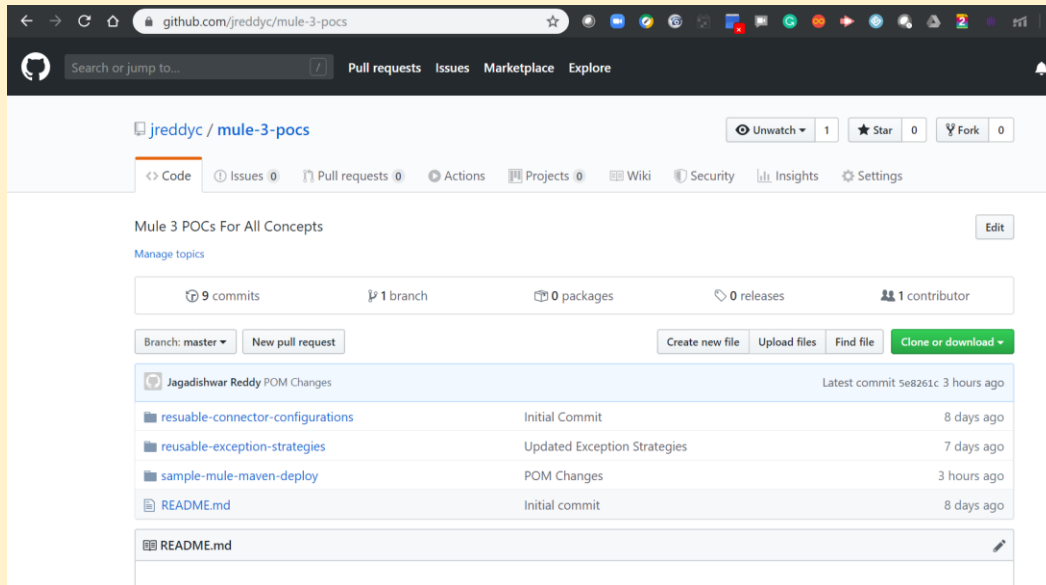 github.com/jreddyc/mule-3-pocs
Search or jump to... / Pull requests Issues Marketplace Explore
jreddyc / mule-3-pocs Unwatch 1 Star 0 Fork 0
Code Issues 0 Pull requests 0 Actions Projects 0 Wiki Security Insights Settings
Mule 3 POCs For All Concepts Edit
Manage topics
9 commits 1 branch 0 packages 0 releases 1 contributor
Branch: master New pull request Create new file Upload files Find file Clone or download
Jagadishwar Reddy POM Changes Latest commit 5e8261c 3 hours ago
resuable-connector-configurations Initial Commit 8 days ago
reusable-exception-strategies Updated Exception Strategies 7 days ago
sample-mule-maven-deploy POM Changes 3 hours ago
README.md Initial commit 8 days ago
README.md